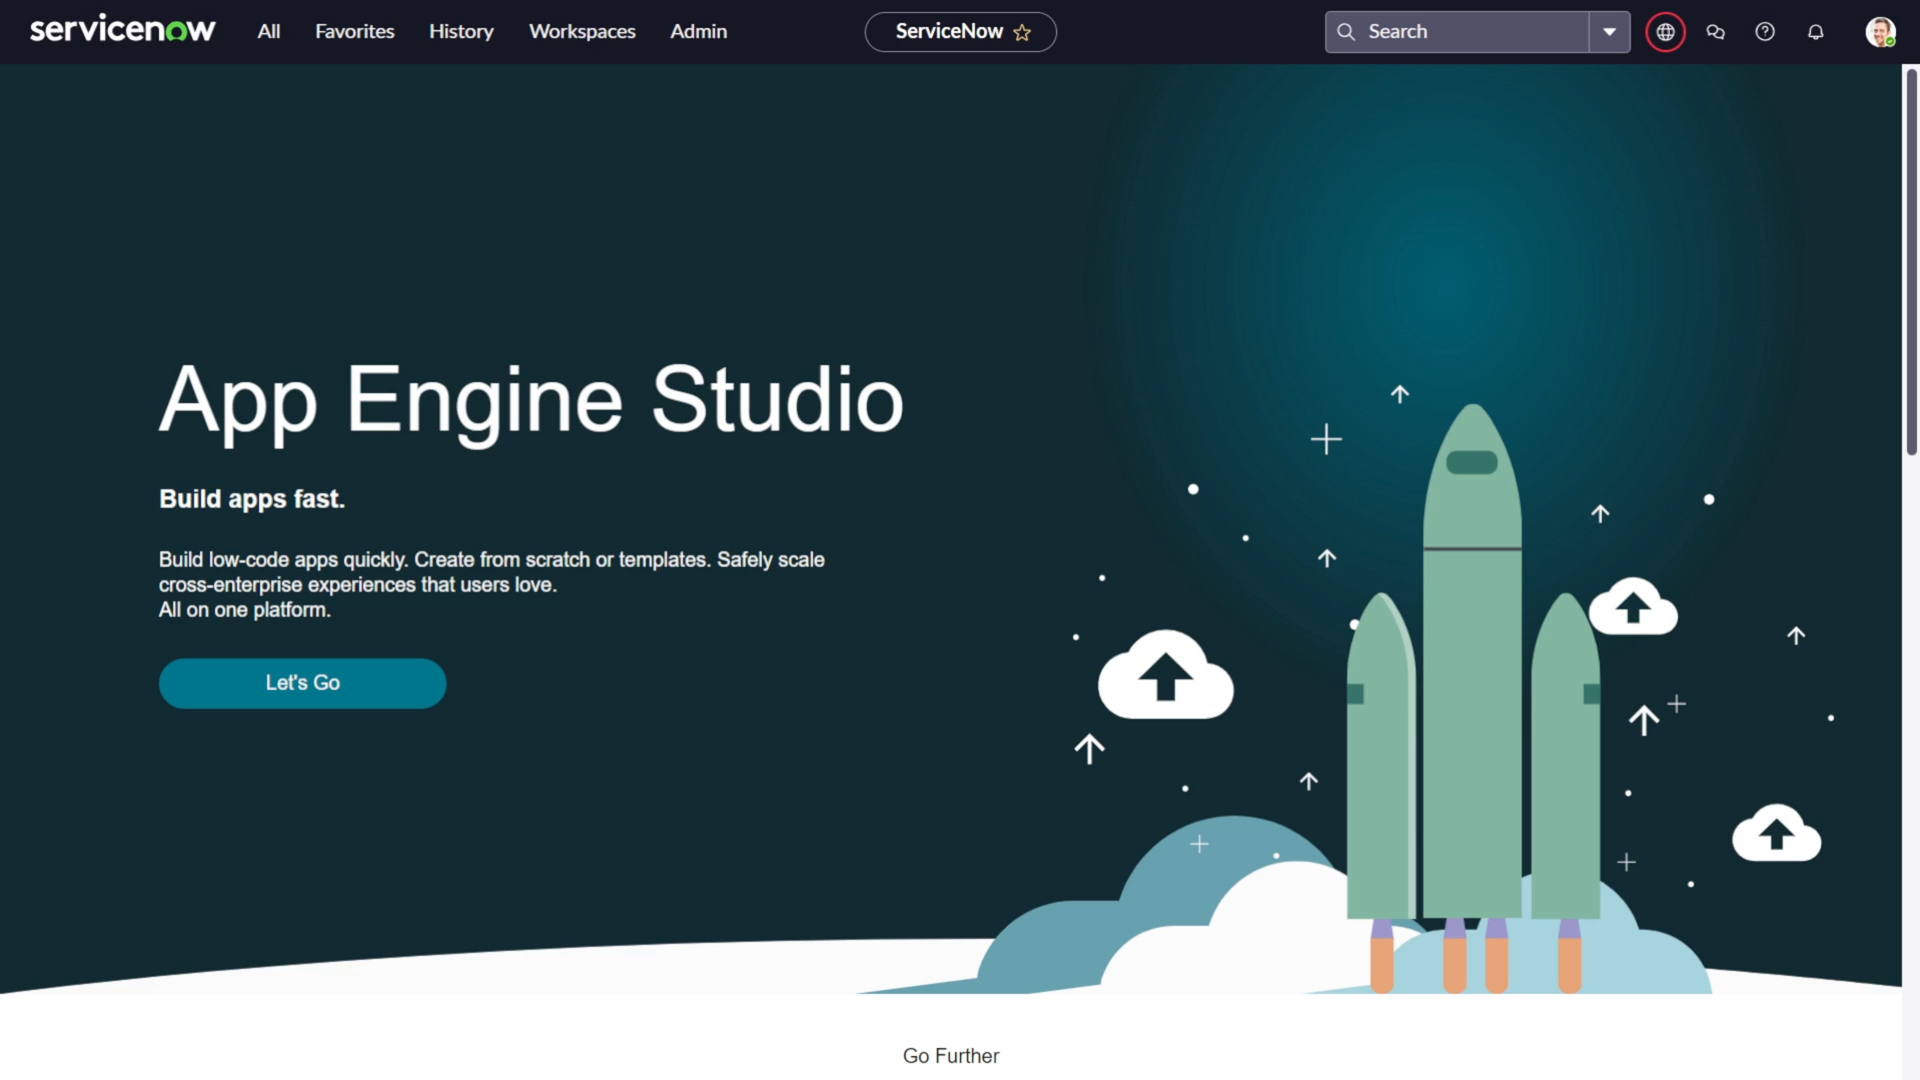 servicenow
All
Favorites
History
Workspaces
Admin
ServiceNow
Search
App Engine Studio
Build apps fast.
Build low-code apps quickly. Create from scratch or templates. Safely scale
cross-enterprise experiences that users love.
All on one platform.
Let's Go
Go Further